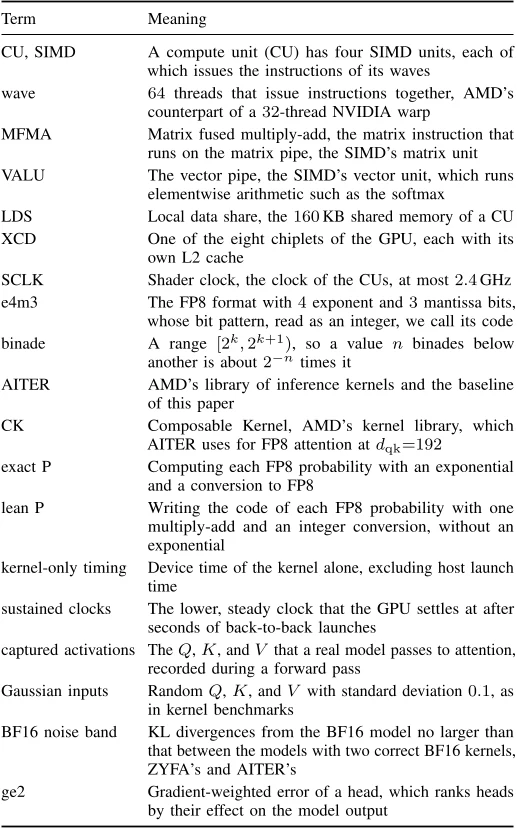 Term Meaning
CU, SIMD A compute unit (CU) has four SIMD units, each of
which issues the instructions of its waves
wave 64 threads that issue instructions together, AMD's
counterpart of a 32-thread NVIDIA warp
MFMA Matrix fused multiply-add, the matrix instruction that
runs on the matrix pipe, the SIMD's matrix unit
VALU The vector pipe, the SIMD's vector unit, which runs
elementwise arithmetic such as the softmax
LDS Local data share, the 160 KB shared memory of a CU
XCD One of the eight chiplets of the GPU, each with its
own L2 cache
SCLK Shader clock, the clock of the CUs, at most 2.4 GHz
e4m3 The FP8 format with 4 exponent and 3 mantissa bits,
whose bit pattern, read as an integer, we call its code
binade A range [2^k, 2^{k+1}), so a value n binades below
another is about 2^{−n} times it
AITER AMD's library of inference kernels and the baseline
of this paper
CK Composable Kernel, AMD's kernel library, which
AITER uses for FP8 attention at d_{qk}=192
exact P Computing each FP8 probability with an exponential
and a conversion to FP8
lean P Writing the code of each FP8 probability with one
multiply-add and an integer conversion, without an
exponential
kernel-only timing Device time of the kernel alone, excluding host launch
time
sustained clocks The lower, steady clock that the GPU settles at after
seconds of back-to-back launches
captured activations The Q, K, and V that a real model passes to attention,
recorded during a forward pass
Gaussian inputs Random Q, K, and V with standard deviation 0.1, as
in kernel benchmarks
BF16 noise band KL divergences from the BF16 model no larger than
that between the models with two correct BF16 kernels,
ZYFA's and AITER's
ge2 Gradient-weighted error of a head, which ranks heads
by their effect on the model output